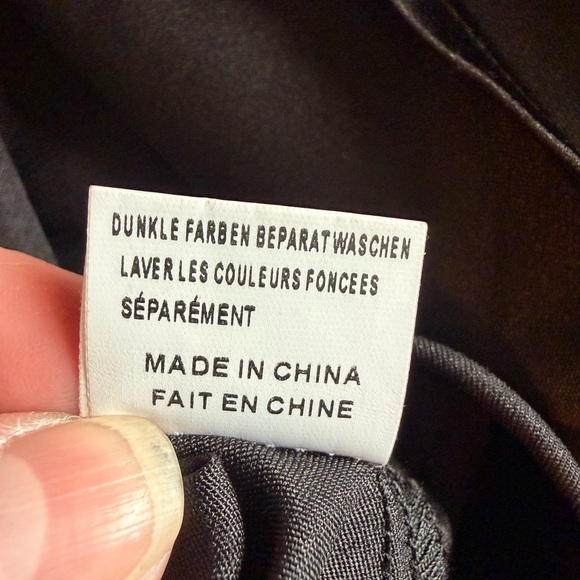 DUNKLE FARBEN BEPARAT WASCHEN
LAVER LES COULEURS FONCEES
SÉPARÉMENT
MADE IN CHINA
FAIT EN CHINE